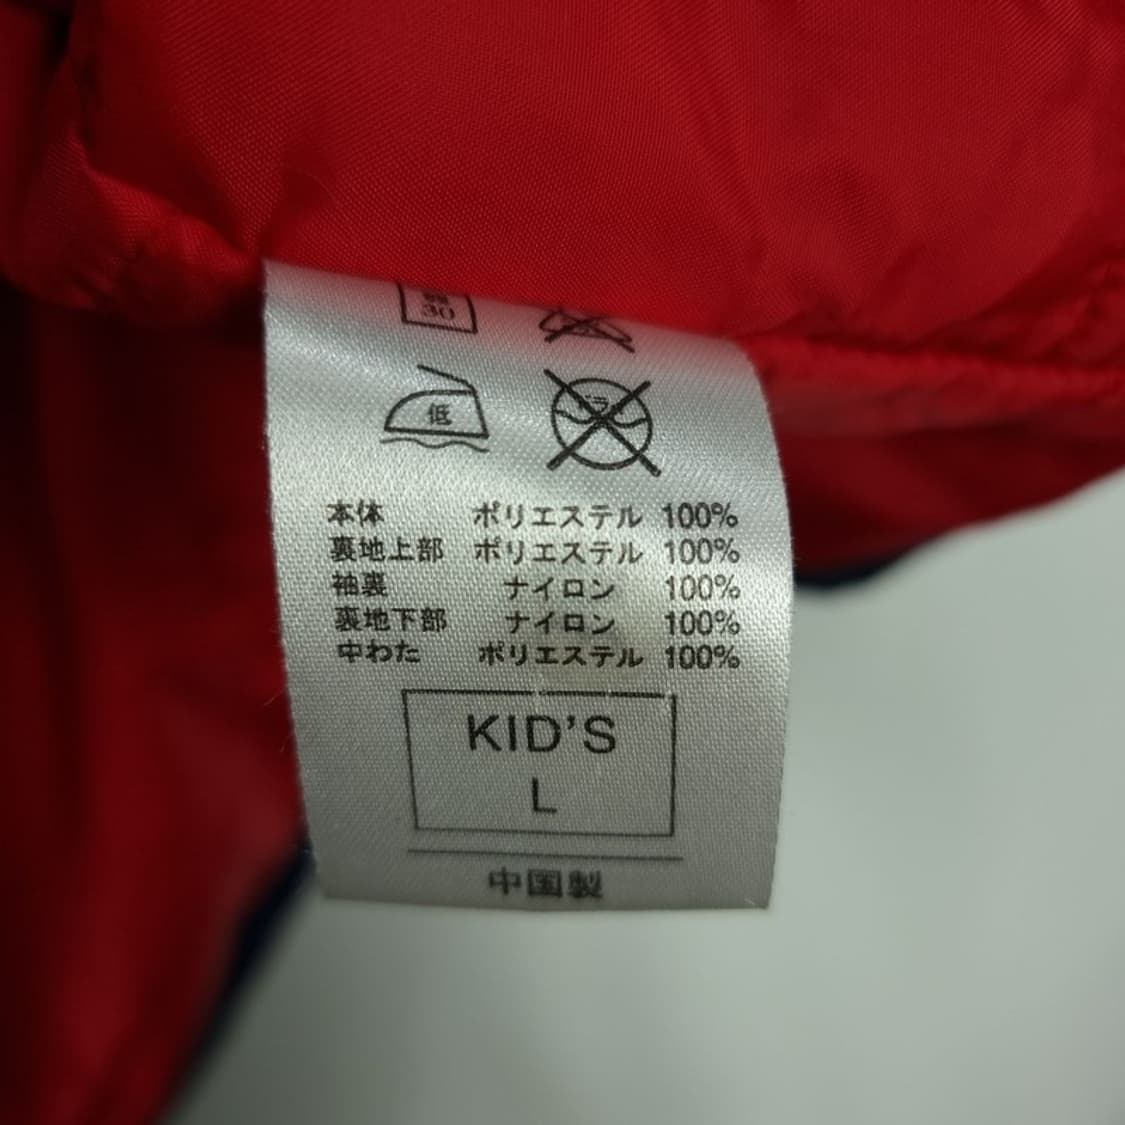 30
低
本体 ポリエステル 100%
裏地上部 ポリエステル 100%
袖裏 ナイロン 100%
裏地下部 ナイロン 100%
中わた ポリエステル 100%
KID'S
L
中国製